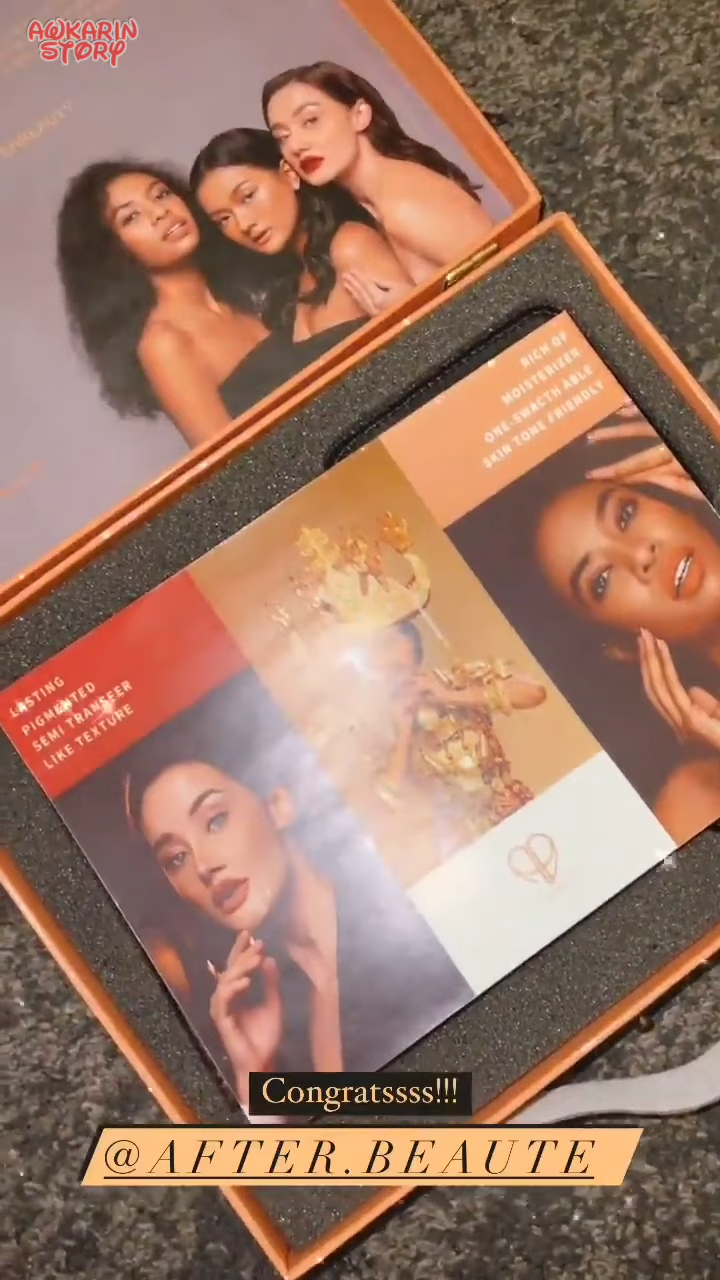 AWKARIN
STORY
RICH OF
MOISTERIZER
ONE-SWACTH ABLE
SKIN TONE FRIENDLY
LASTING
PIGMENTED
SEMI TRANSFER
LIKE TEXTURE
Congratssss!!!
@AFTER.BEAUTE